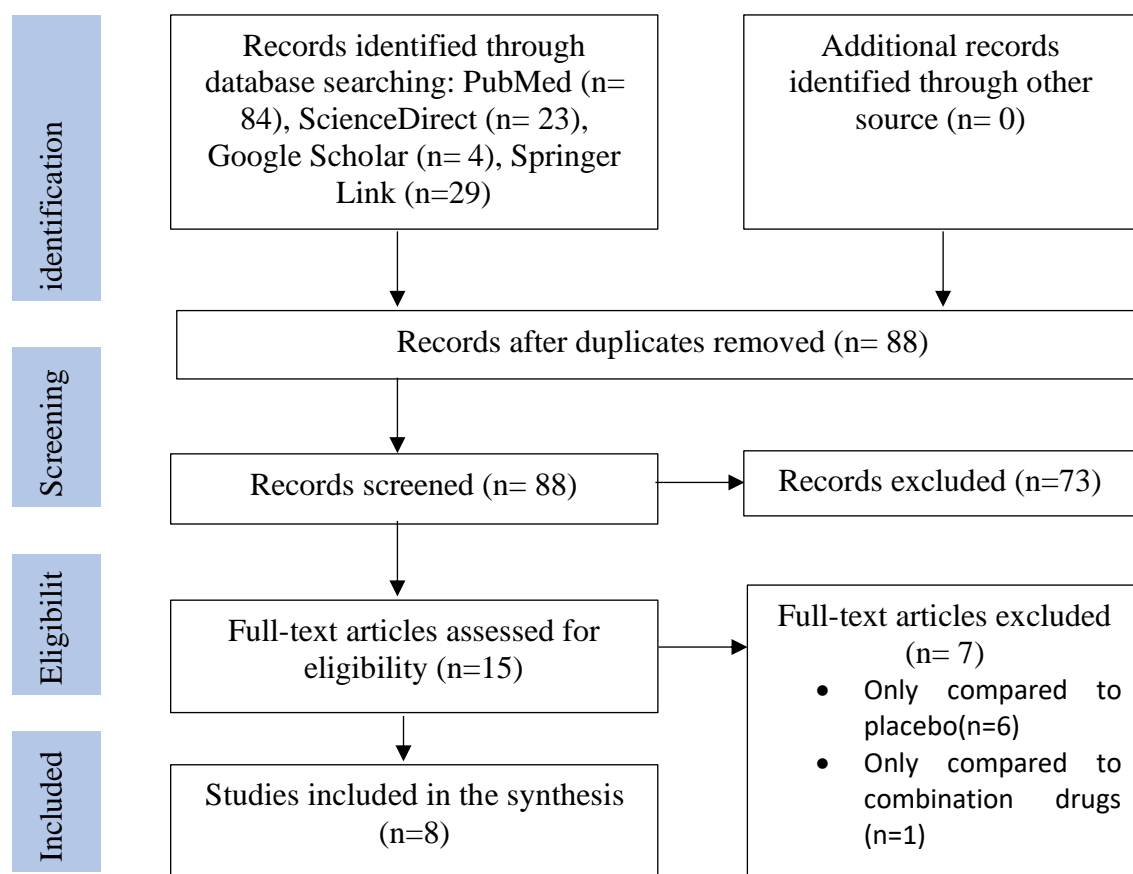 identification
Records identified through
database searching: PubMed (n=
84), ScienceDirect (n= 23),
Google Scholar (n= 4), Springer
Link (n=29)
Additional records
identified through other
source (n= 0)
Records after duplicates removed (n= 88)
Screening
Records screened (n= 88)
Records excluded (n=73)
Eligibilit
Full-text articles assessed for
eligibility (n=15)
Full-text articles excluded
(n= 7)
• Only compared to
placebo(n=6)
• Only compared to
combination drugs
(n=1)
Included
Studies included in the synthesis
(n=8)